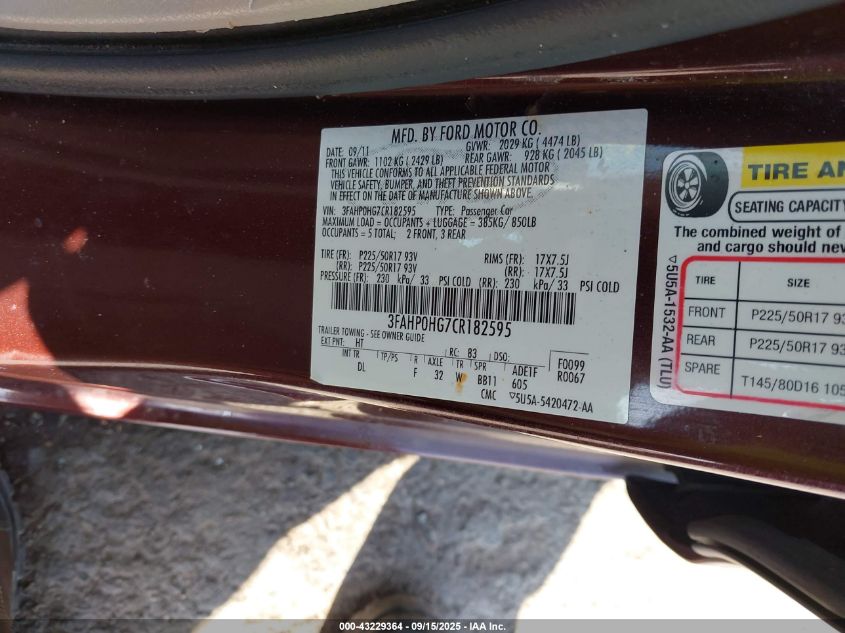 MFD. BY FORD MOTOR CO.
DATE: 09/11 GVWR: 2029 KG ( 4474 LB)
FRONT GAWR: 1102 KG ( 2429 LB) REAR GAWR: 928 KG ( 2045 LB)
THIS VEHICLE CONFORMS TO ALL APPLICABLE FEDERAL MOTOR
VEHICLE SAFETY, BUMPER, AND THEFT PREVENTION STANDARDS
IN EFFECT ON THE DATE OF MANUFACTURE SHOWN ABOVE.
VIN: 3FAHP0HG7CR182595 TYPE: Passenger Car
MAXIMUM LOAD = OCCUPANTS + LUGGAGE = 385KG/ 850LB
OCCUPANTS = 5 TOTAL; 2 FRONT, 3 REAR
TIRE (FR): P225/50R17 93V RIMS (FR): 17X7.5J
(RR): P225/50R17 93V (RR): 17X7.5J
PRESSURE (FR): 230 kPa/ 33 PSI COLD (RR): 230 kPa/ 33 PSI COLD
3FAHP0HG7CR182595
TRAILER TOWING - SEE OWNER GUIDE
EXT PNT: HT RC: 83 DSO: F0099
INT TR TP/PS R AXLE TR SPR ADETF R0067
DL F 32 W BB11 605
CMC ▽5U5A-5420472-AA
TIRE AN
SEATING CAPACITY
The combined weight of
and cargo should nev
TIRE SIZE
FRONT P225/50R17 93
REAR P225/50R17 93
SPARE T145/80D16 105
▽5U5A-1532-AA (TLU)
000-43229364 - 09/15/2025 - IAA Inc.